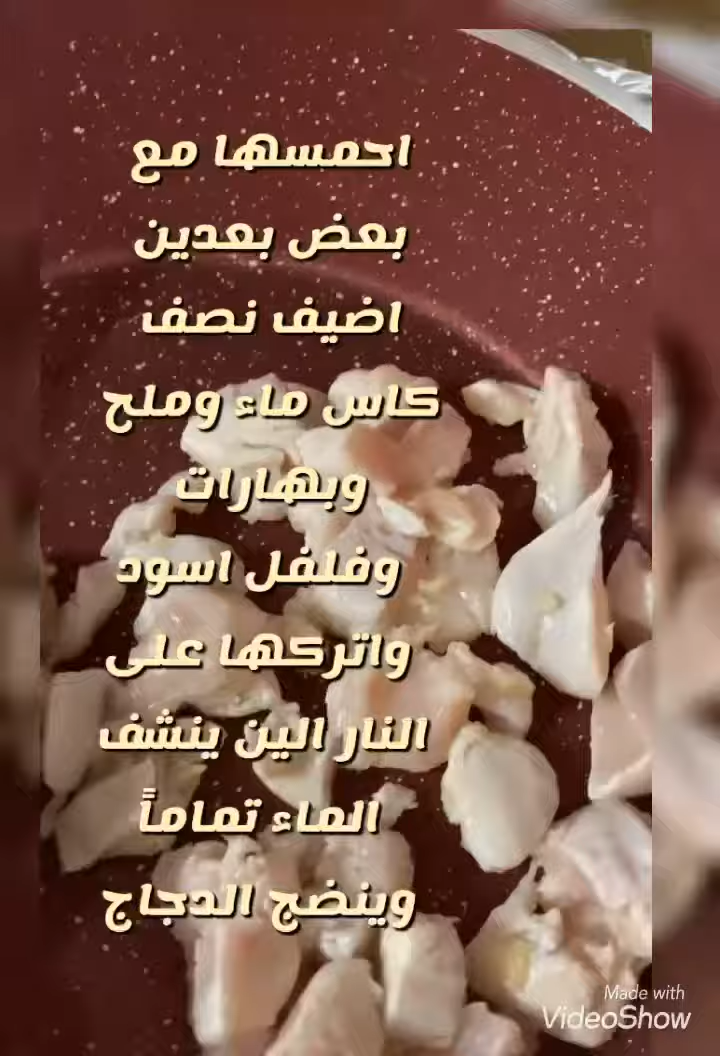 احمسها مع
بعض بعدين
اضيف نصف
كاس ماء وملح
وبهارات
وفلفل اسود
واتركها على
النار الين ينشف
الماء تماماً
وينضج الدجاج
Made with
VideoShow